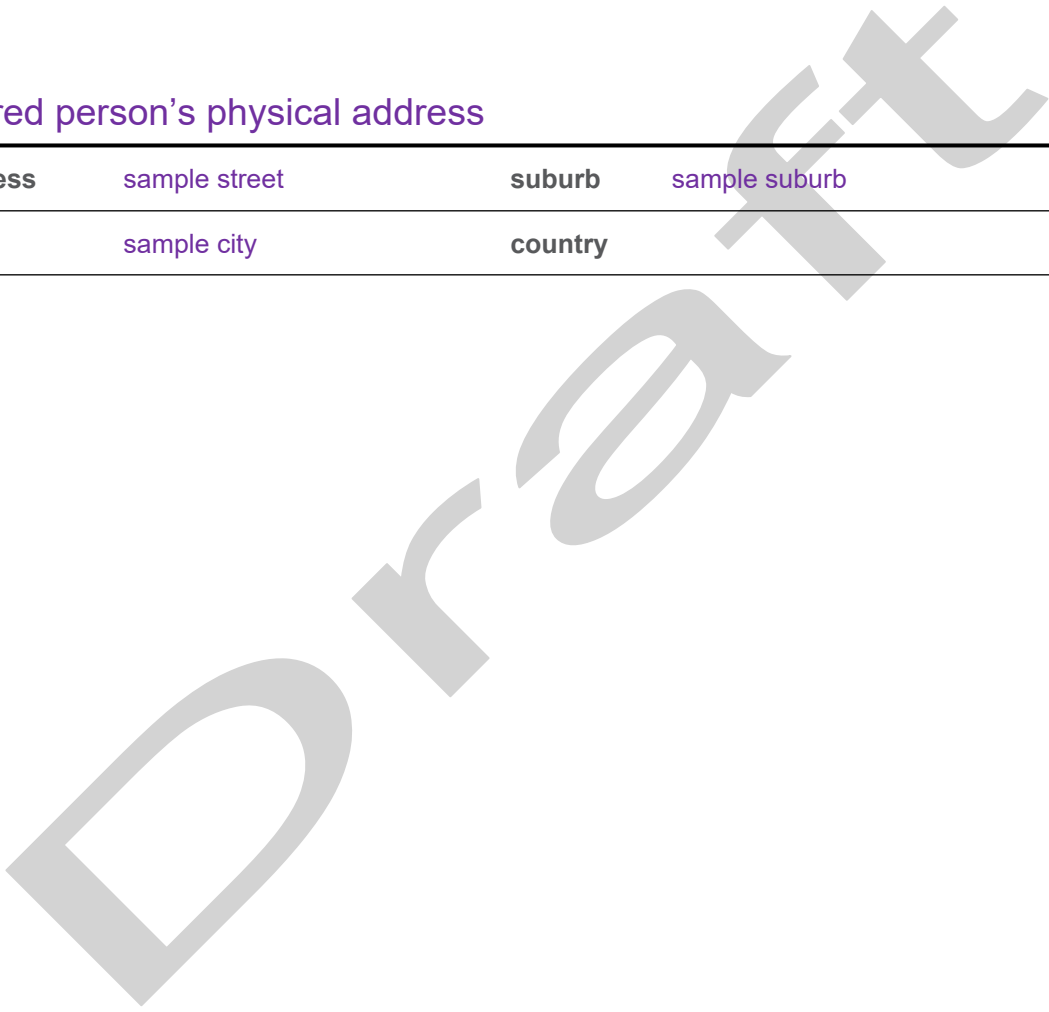 red person’s physical address
ess sample street suburb sample suburb
sample city country
Draft